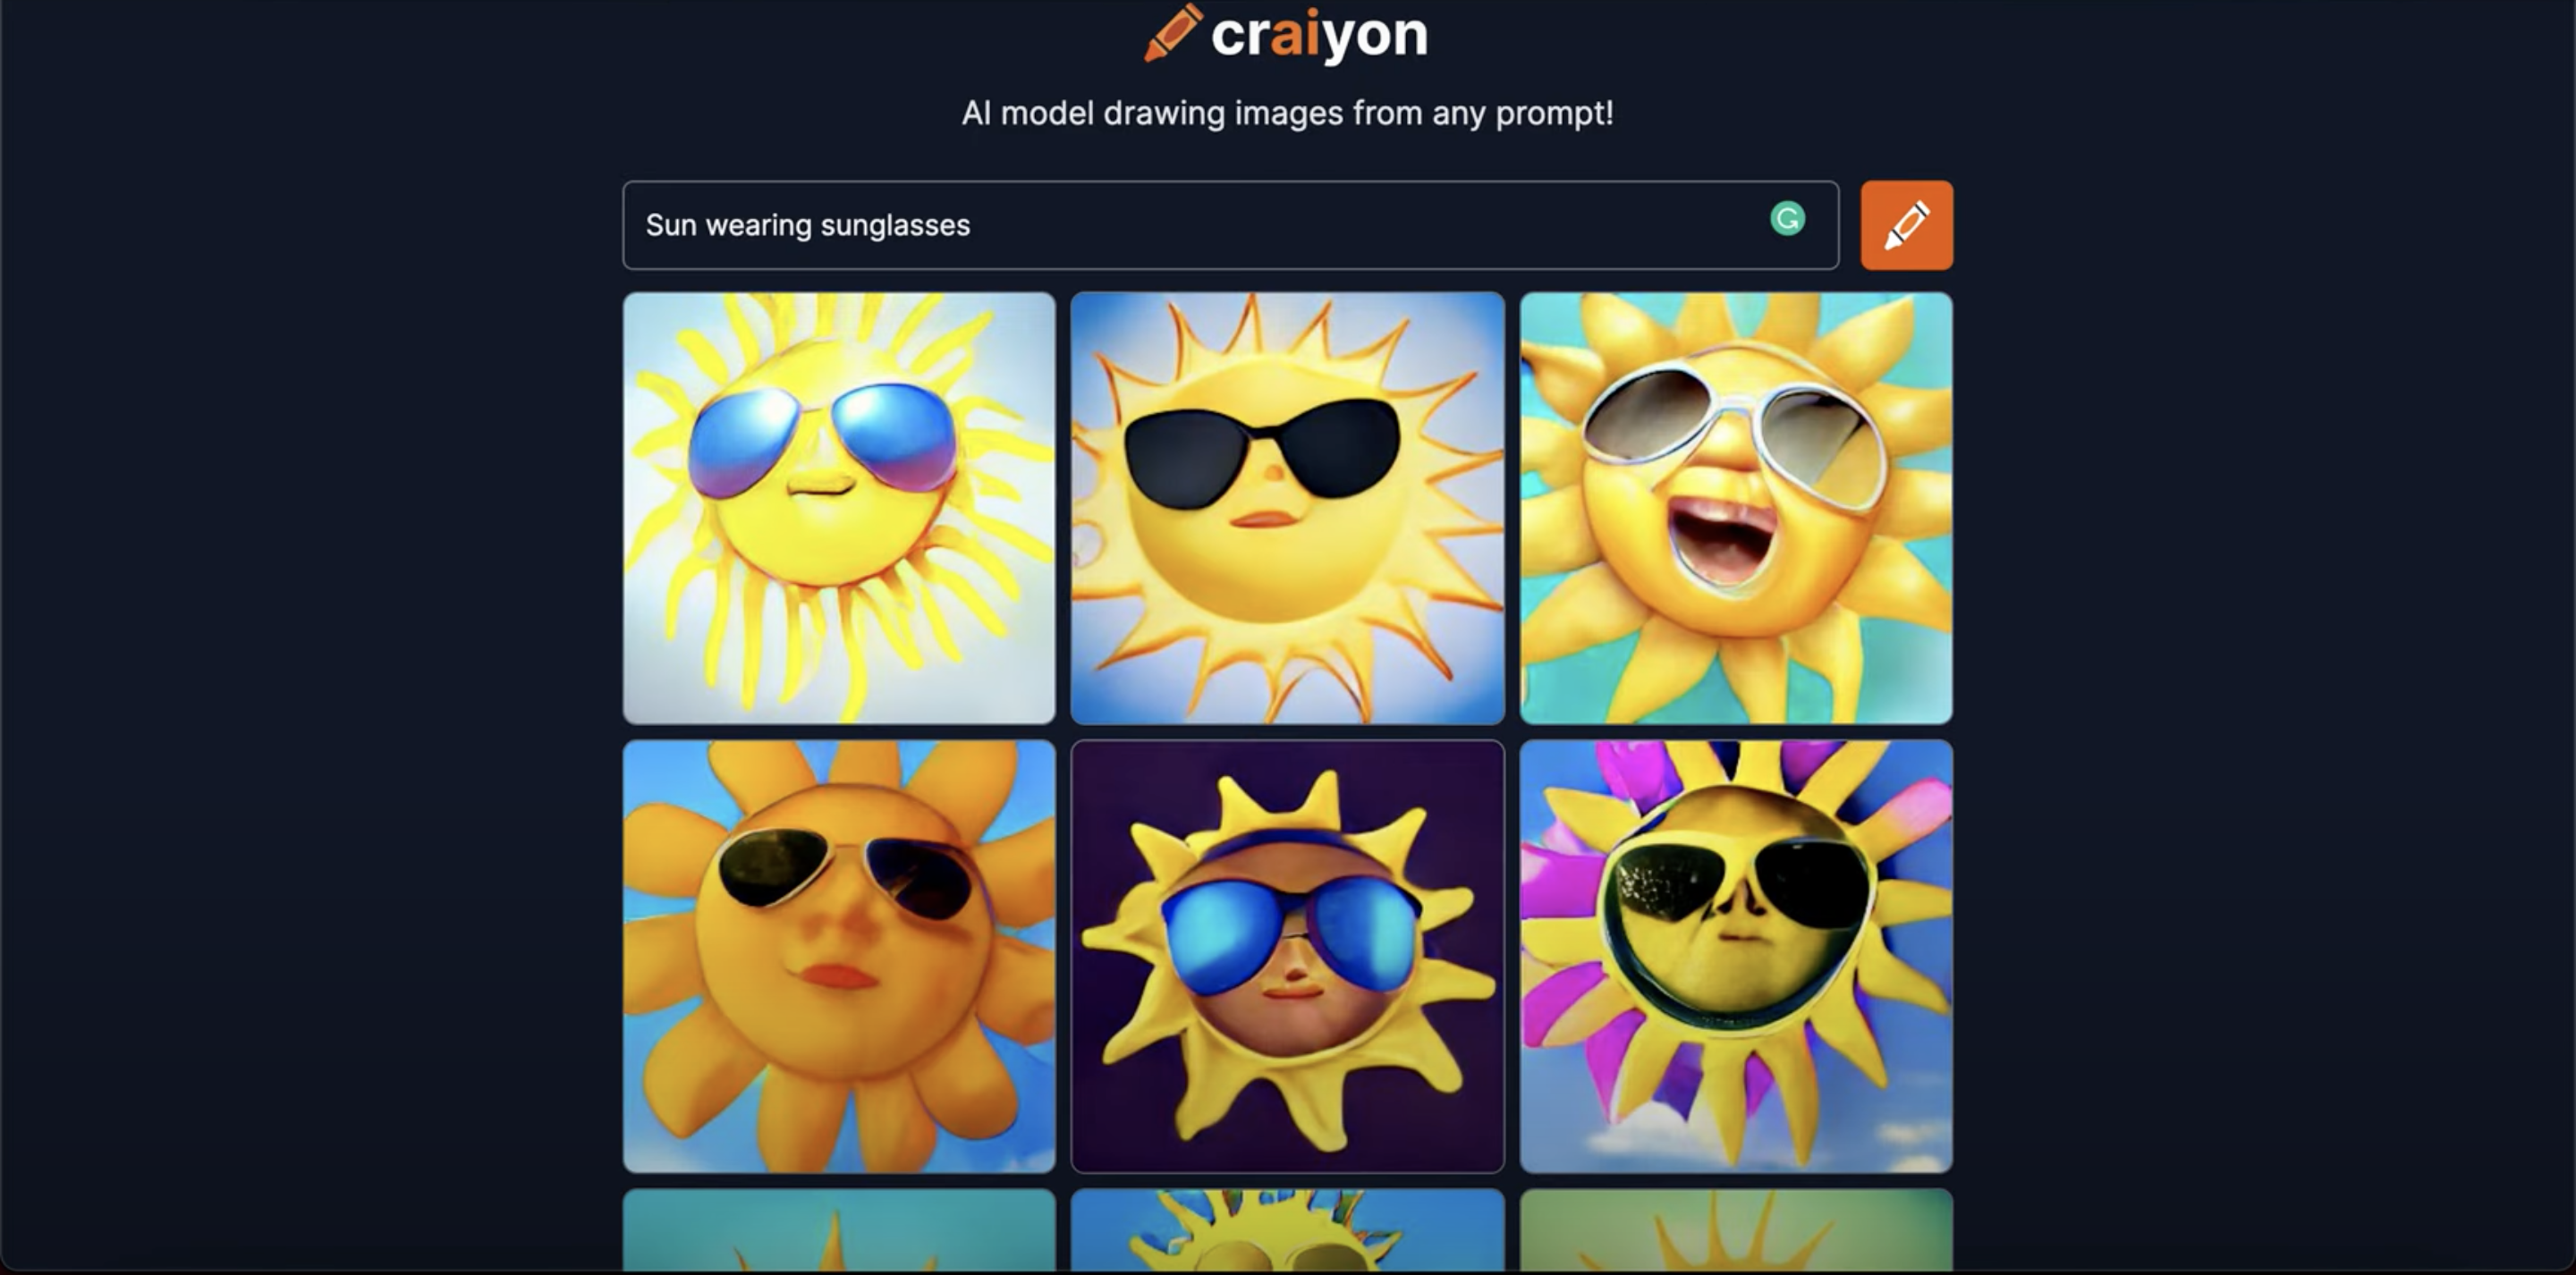 craiyon
AI model drawing images from any prompt!
Sun wearing sunglasses